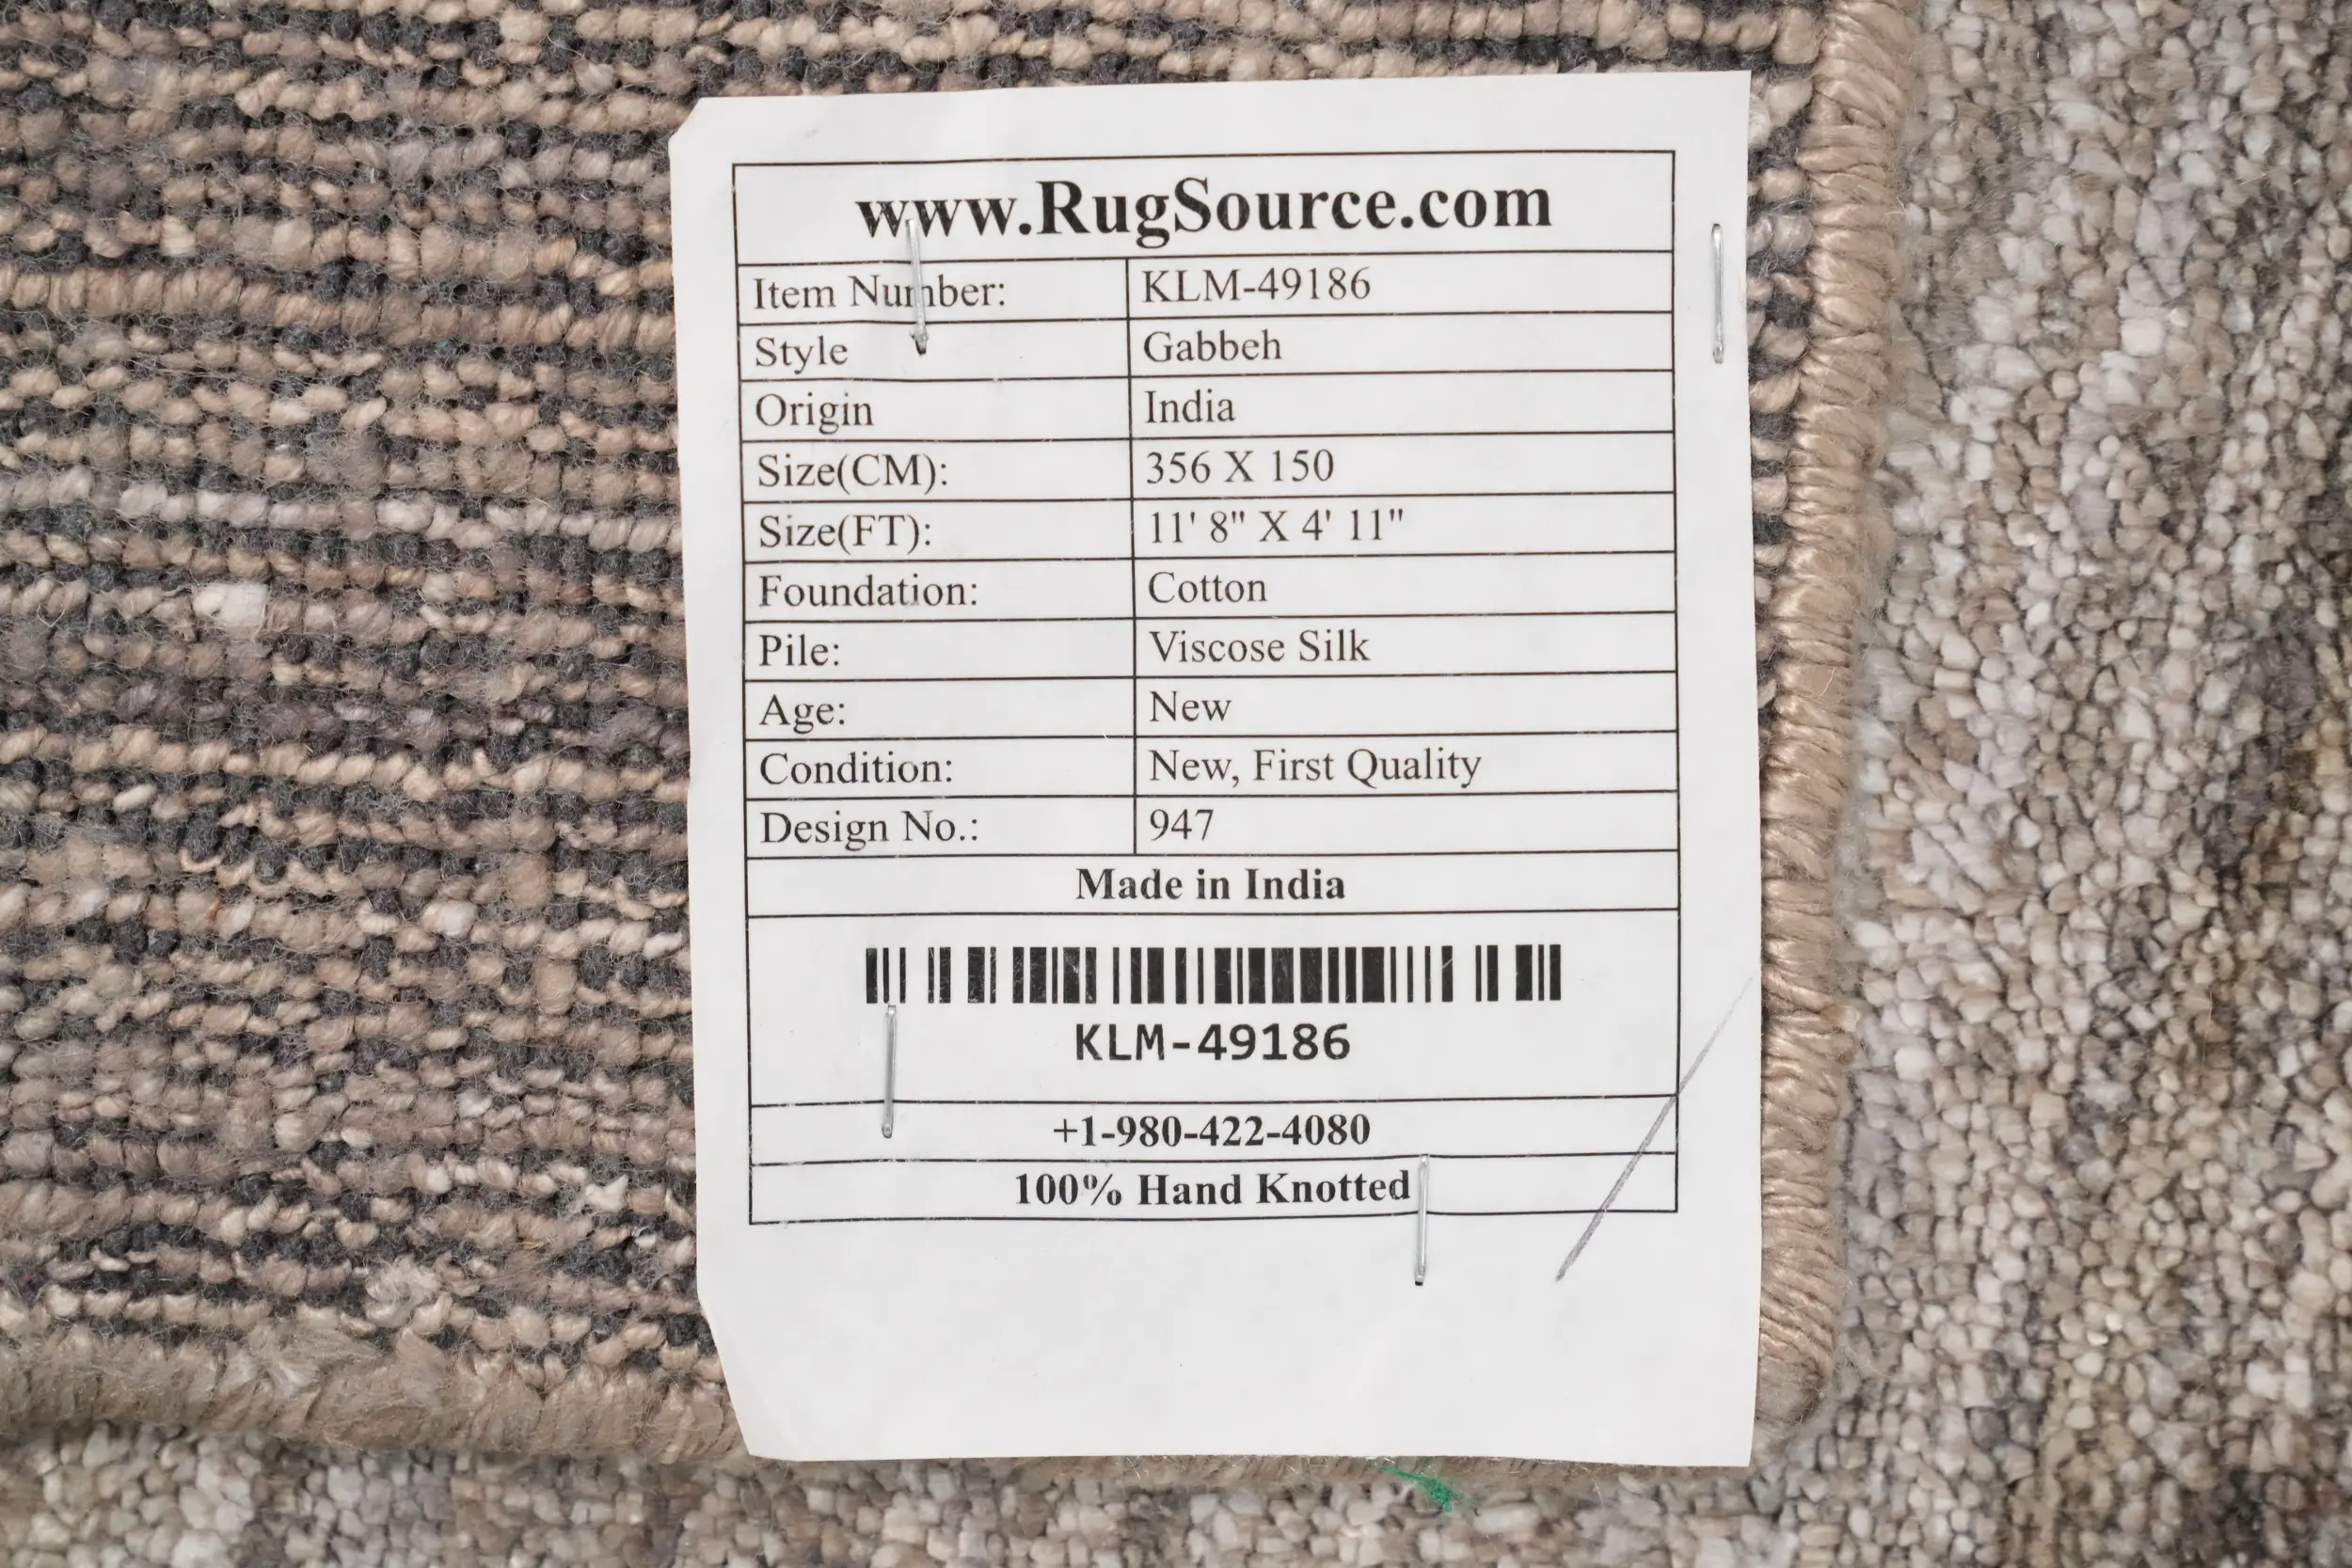 www.RugSource.com
Item Number: KLM-49186
Style Gabbeh
Origin India
Size(CM): 356 X 150
Size(FT): 11' 8" X 4' 11"
Foundation: Cotton
Pile: Viscose Silk
Age: New
Condition: New, First Quality
Design No.: 947
Made in India
KLM-49186
+1-980-422-4080
100% Hand Knotted